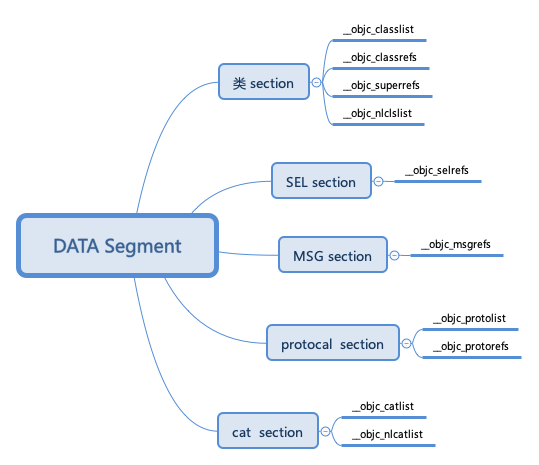 DATA Segment
类 section
__objc_classlist
__objc_classrefs
__objc_superrefs
__objc_nlclslist
SEL section
__objc_selrefs
MSG section
__objc_msgrefs
protocal section
__objc_protolist
__objc_protorefs
cat section
__objc_catlist
__objc_nlcatlist